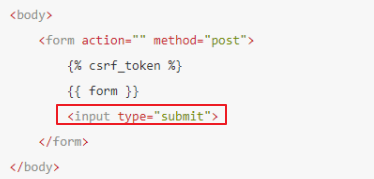 <body>
<form action="" method="post">
{% csrf_token %}
{{ form }}
<input type="submit">
</form>
</body>